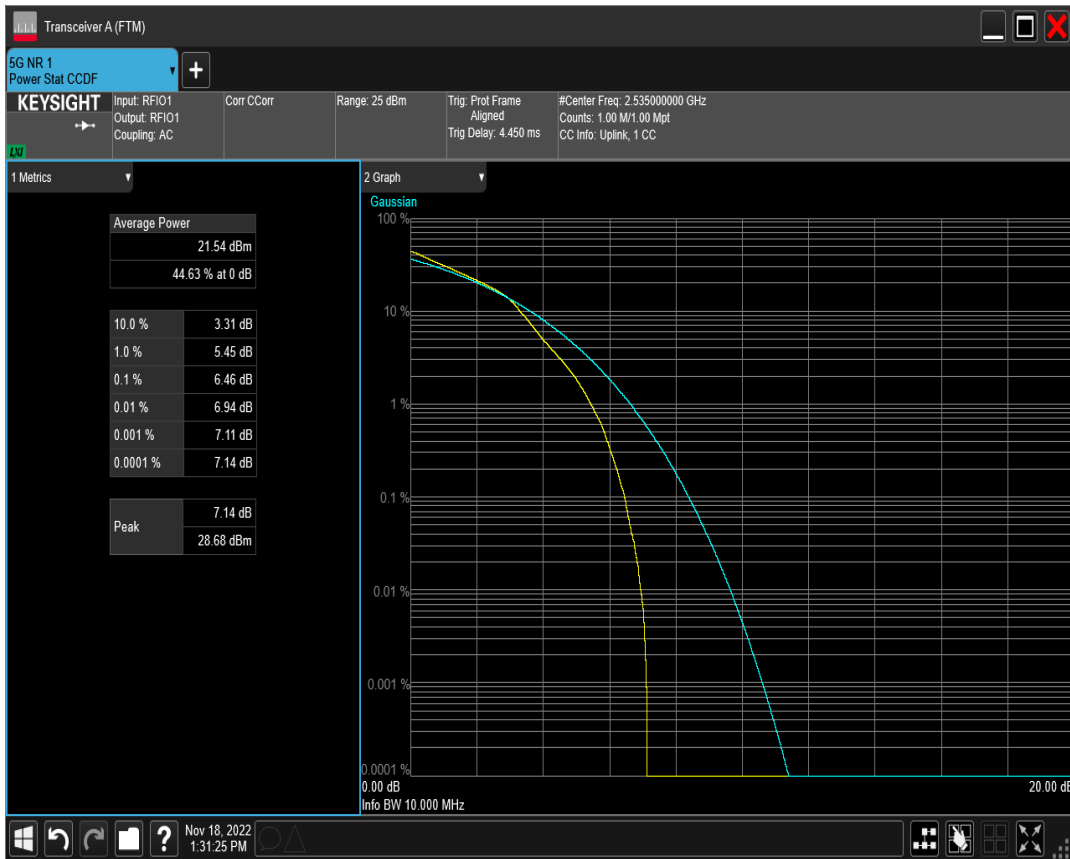 Transceiver A (FTM)
5G NR 1
Power Stat CCDF
+
KEYSIGHT
LXI
Input: RFIO1
Output: RFIO1
Coupling: AC
Corr CCorr
Range: 25 dBm
Trig: Prot Frame
Aligned
Trig Delay: 4.450 ms
#Center Freq: 2.535000000 GHz
Counts: 1.00 M/1.00 Mpt
CC Info: Uplink, 1 CC
1 Metrics
Average Power
21.54 dBm
44.63 % at 0 dB
10.0 % 3.31 dB
1.0 % 5.45 dB
0.1 % 6.46 dB
0.01 % 6.94 dB
0.001 % 7.11 dB
0.0001 % 7.14 dB
Peak
7.14 dB
28.68 dBm
2 Graph
Gaussian
100 %
10 %
1 %
0.1 %
0.01 %
0.001 %
0.0001 %
0.00 dB 20.00 dB
Info BW 10.000 MHz
?
Nov 18, 2022
1:31:25 PM